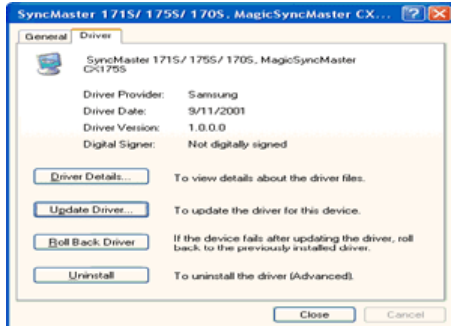 SyncMaster 171S/ 175S/ 170S, MagicSyncMaster CX...
General
Driver
SyncMaster 171S/ 175S/ 170S, MagicSyncMaster
CX175S
Driver Provider: Samsung
Driver Date: 9/11/2001
Driver Version: 1.0.0.0
Digital Signer: Not digitally signed
Driver Details... To view details about the driver files.
Update Driver... To update the driver for this device.
Roll Back Driver If the device fails after updating the driver, roll
back to the previously installed driver.
Uninstall To uninstall the driver (Advanced).
Close Cancel